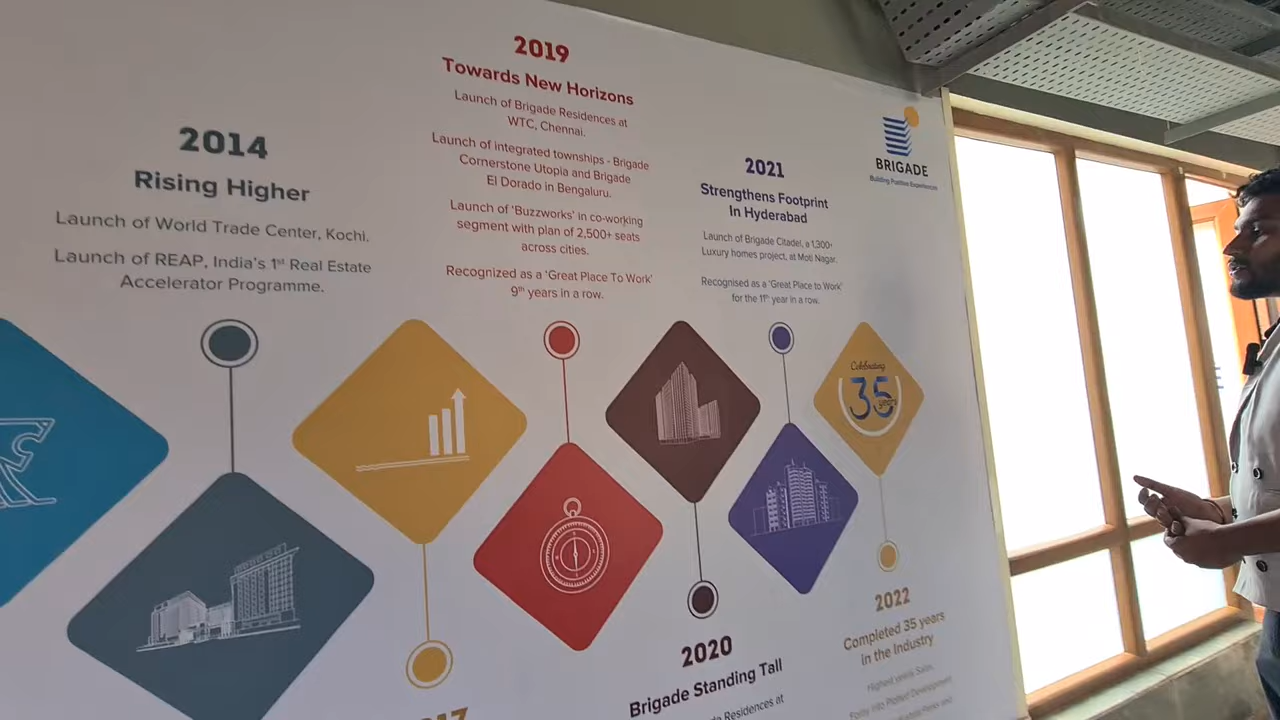 2014
Rising Higher
Launch of World Trade Center, Kochi.
Launch of REAP, India's 1st Real Estate
Accelerator Programme.
2019
Towards New Horizons
Launch of Brigade Residences at
WTC, Chennai.
Launch of integrated townships - Brigade
Cornerstone Utopia and Brigade
El Dorado in Bengaluru.
Launch of 'Buzzworks' in co-working
segment with plan of 2,500+ seats
across cities.
Recognized as a 'Great Place To Work'
9th years in a row.
2021
Strengthens Footprint
In Hyderabad
Launch of Brigade Citadel, a 1,300+
Luxury homes project, at Moti Nagar.
Recognised as a 'Great Place to Work'
for the 11th year in a row.
BRIGADE
Building Positive Experiences
Celebrating
35
years
17
2020
Brigade Standing Tall
Residences at
2022
Completed 35 years
in the Industry
Highest Sales